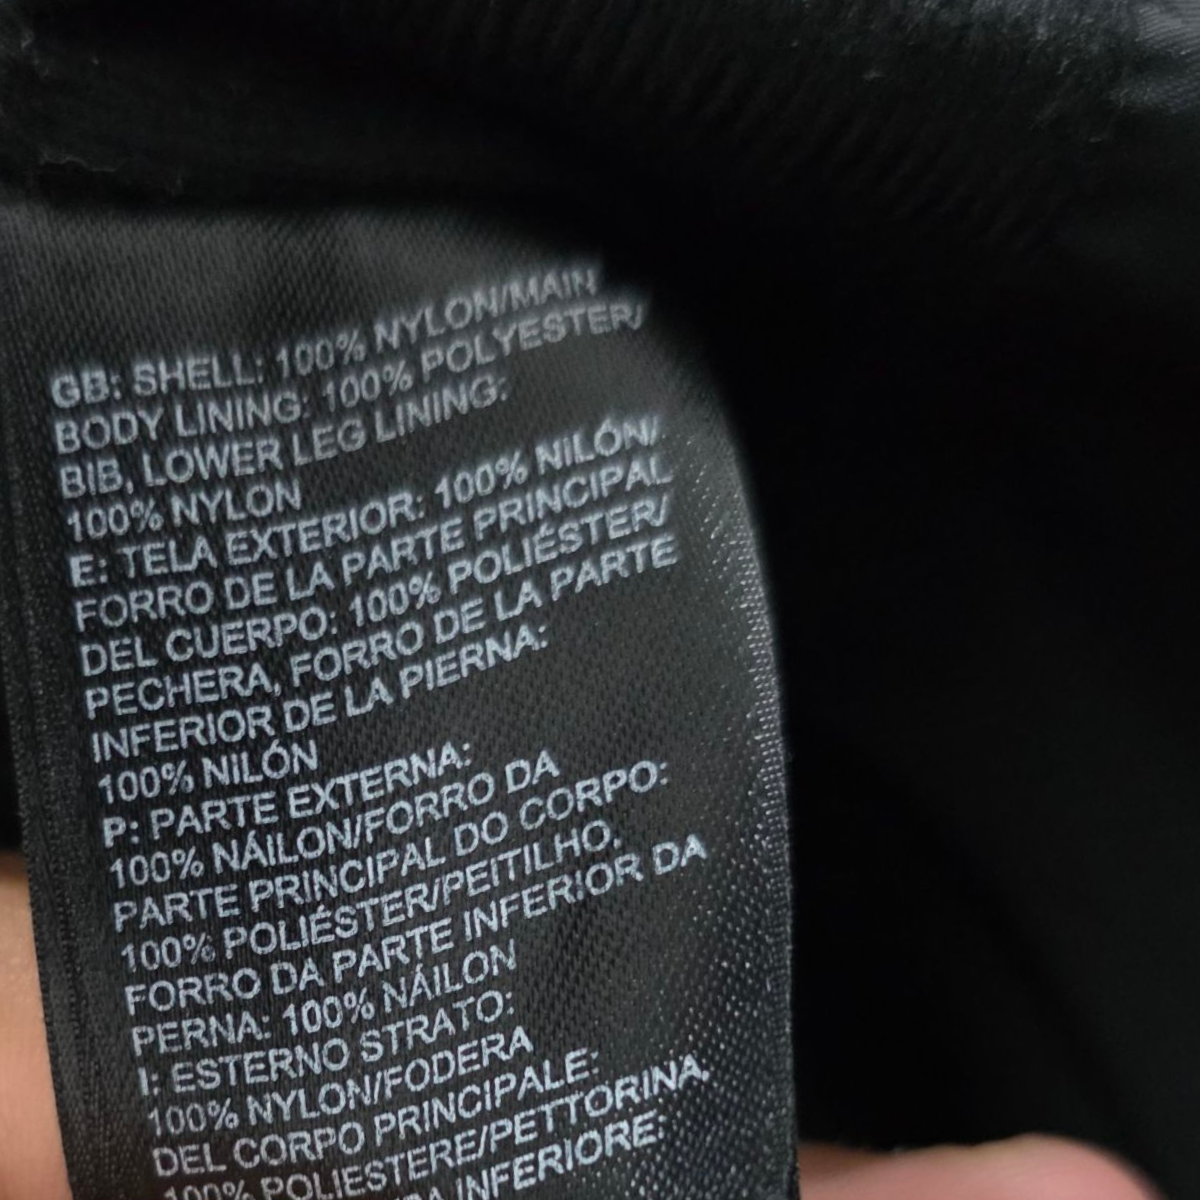 GB: SHELL: 100% NYLON/MAIN
BODY LINING: 100% POLYESTER/
BIB, LOWER LEG LINING:
100% NYLON
E: TELA EXTERIOR: 100% NILÓN/
FORRO DE LA PARTE PRINCIPAL
DEL CUERPO: 100% POLIÉSTER/
PECHERA, FORRO DE LA PARTE
INFERIOR DE LA PIERNA:
100% NILÓN
P: PARTE EXTERNA:
100% NÁILON/FORRO DA
PARTE PRINCIPAL DO CORPO:
100% POLIÉSTER/PEITILHO,
FORRO DA PARTE INFERIOR DA
PERNA: 100% NÁILON
I: ESTERNO STRATO:
100% NYLON/FODERA
DEL CORPO PRINCIPALE:
100% POLIESTERE/PETTORINA,
INFERIORE: